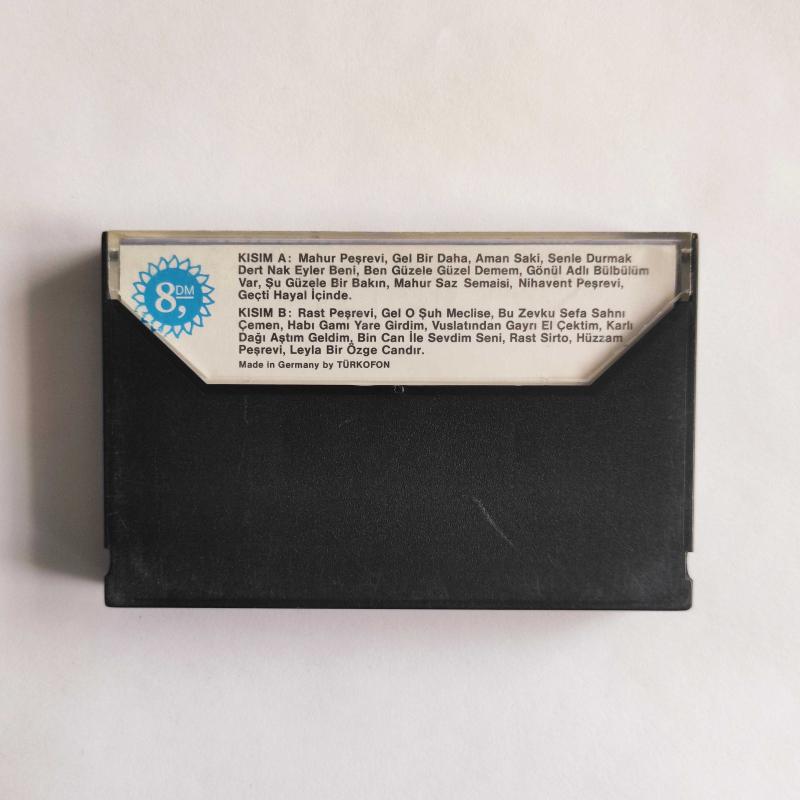 8,
DM
KISIM A: Mahur Peşrevi, Gel Bir Daha, Aman Saki, Senle Durmak
Dert Nak Eyler Beni, Ben Güzele Güzel Demem, Gönül Adlı Bülbülüm
Var, Şu Güzele Bir Bakın, Mahur Saz Semaisi, Nihavent Peşrevi,
Geçti Hayal İçinde.
KISIM B: Rast Peşrevi, Gel O Şuh Meclise, Bu Zevku Sefa Sahnı
Çemen, Habı Gamı Yare Girdim, Vuslatından Gayrı El Çektim, Karlı
Dağı Aştım Geldim, Bin Can İle Sevdim Seni, Rast Sirto, Hüzzam
Peşrevi, Leyla Bir Özge Candır.
Made in Germany by TÜRKOFON